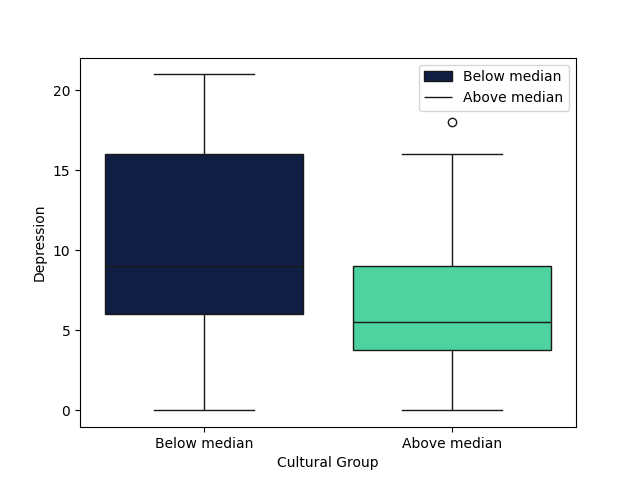 Below median
Above median
20
15
10
5
0
Depression
Below median
Above median
Cultural Group